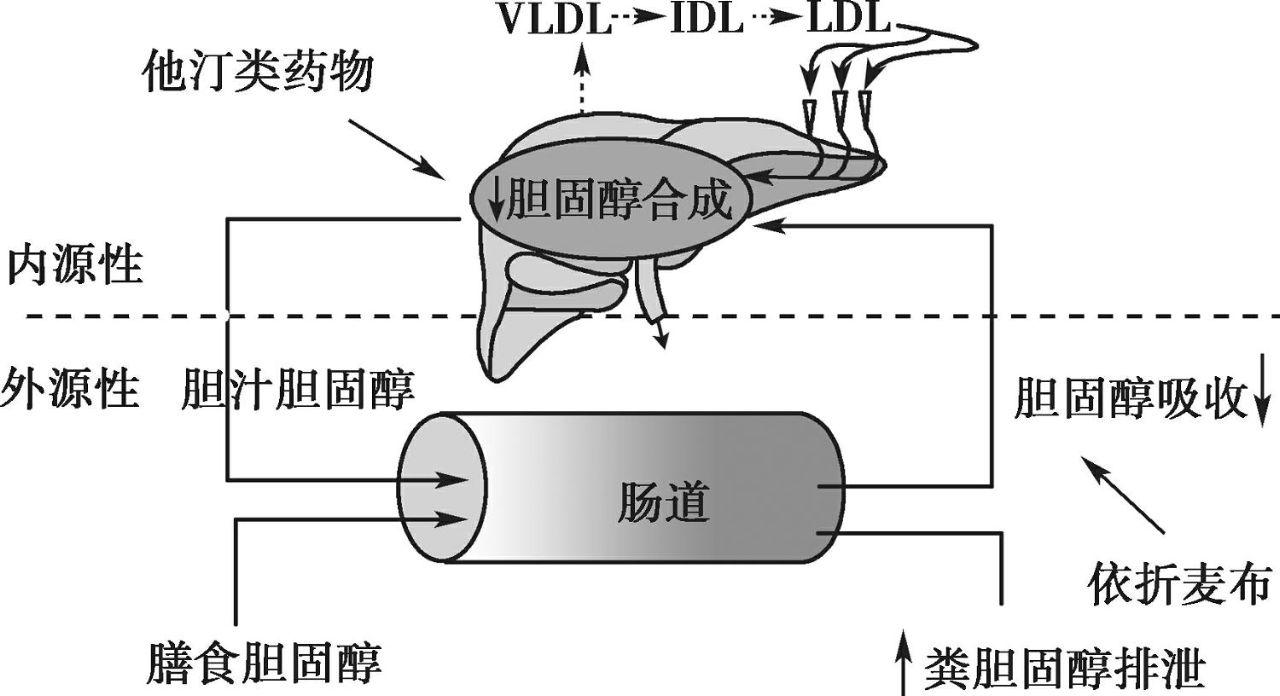 VLDL IDL LDL
他汀类药物
↓胆固醇合成
内源性
外源性 胆汁胆固醇
胆固醇吸收↓
肠道
依折麦布
膳食胆固醇
↑粪胆固醇排泄